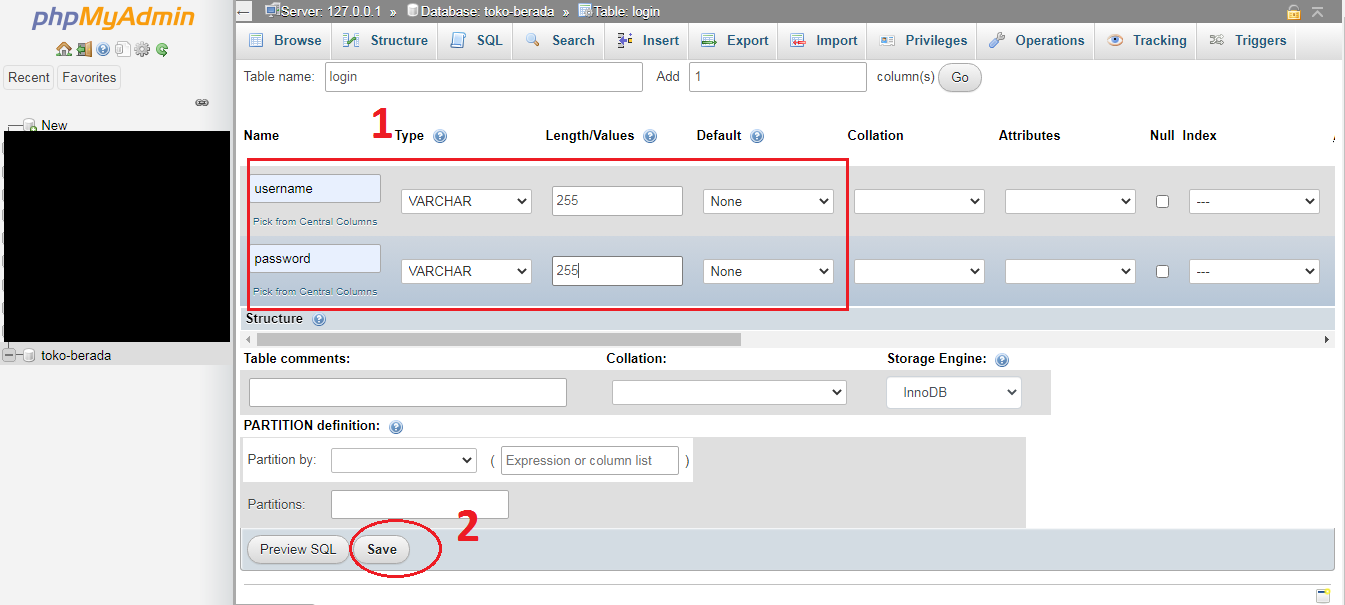 phpMyAdmin
Recent Favorites
New
toko-berada
Server: 127.0.0.1 » Database: toko-berada » Table: login
Browse Structure SQL Search Insert Export Import Privileges Operations Tracking Triggers
Table name: login Add 1 column(s) Go
1
Name Type Length/Values Default Collation Attributes Null Index
username VARCHAR 255 None ---
Pick from Central Columns
password VARCHAR 255 None ---
Pick from Central Columns
Structure
Table comments: Collation: Storage Engine:
InnoDB
PARTITION definition:
Partition by: ( Expression or column list )
Partitions:
2
Preview SQL Save